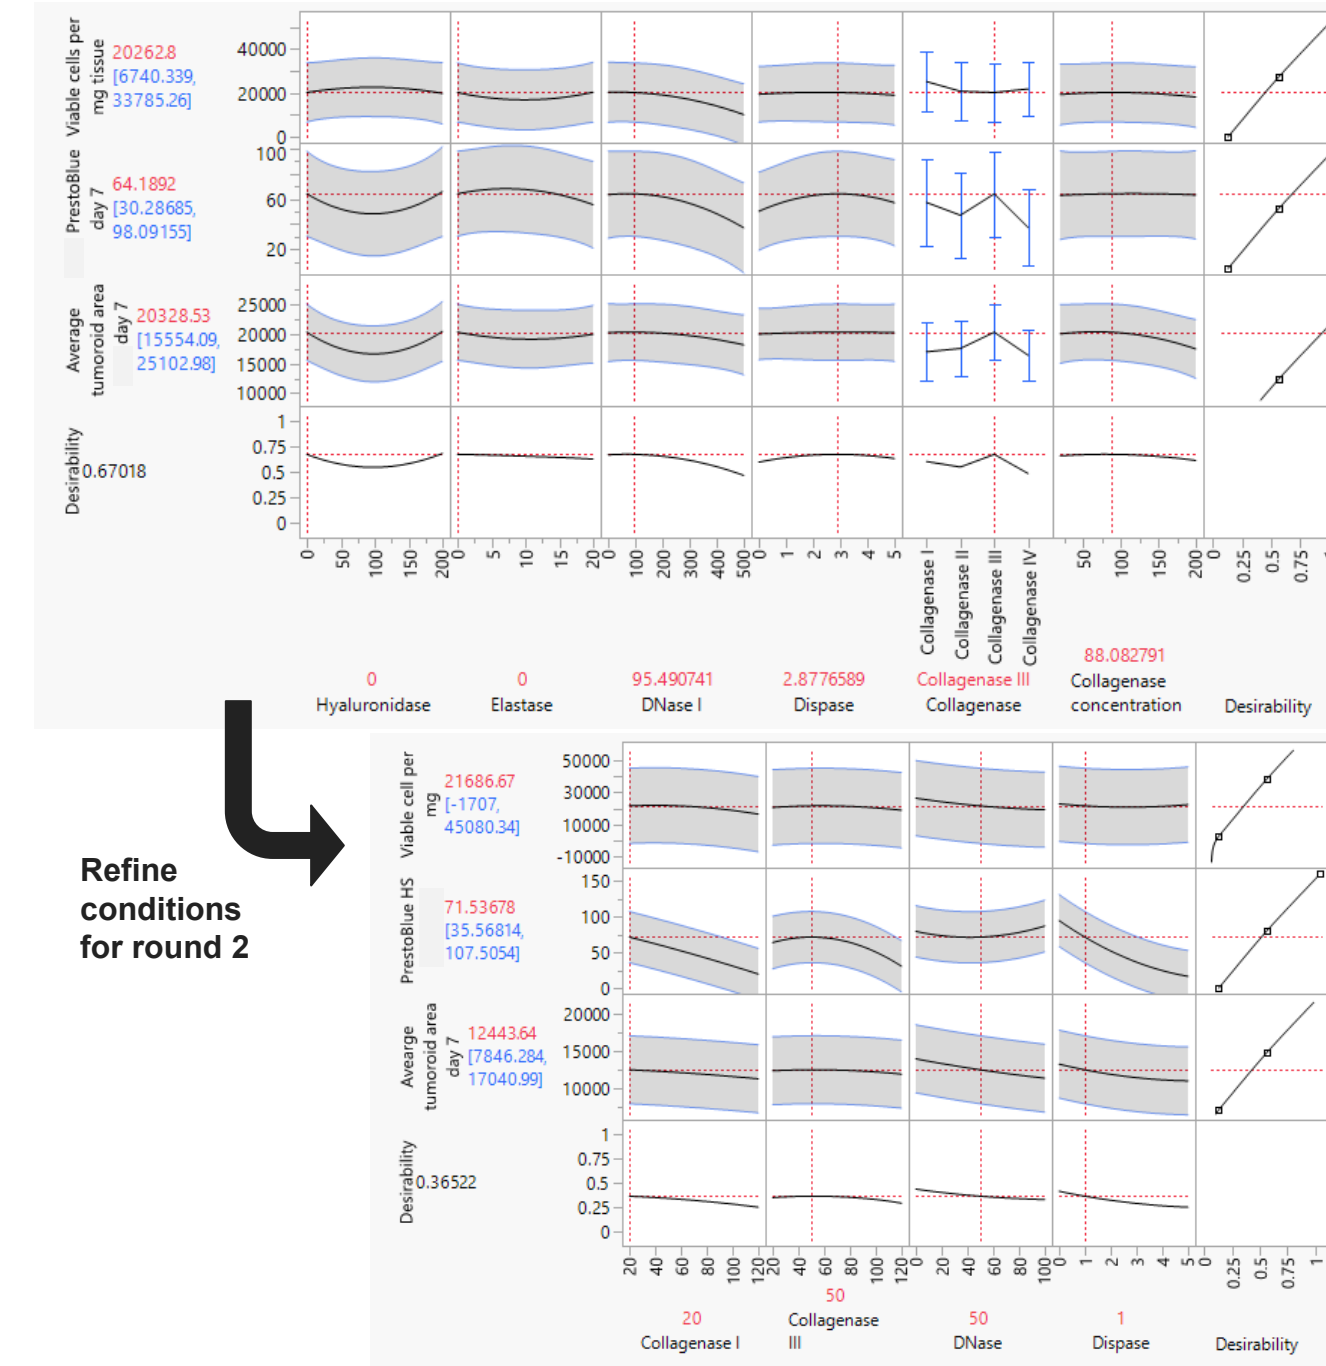 Viable cells per
mg tissue
20262.8
[6740.339,
33785.26]
40000
20000
0
PrestoBlue
day 7
64.1892
[30.28685,
98.09155]
100
60
20
Average
tumoroid area
day 7
20328.53
[15554.09,
25102.98]
25000
20000
15000
10000
Desirability
0.67018
1
0.75
0.5
0.25
0
0 50 100 150 200
0 5 10 15 20
0 100 200 300 400 500
0 1 2 3 4 5
Collagenase I
Collagenase II
Collagenase III
Collagenase IV
50 100 150 200
0 0.25 0.5 0.75
0
Hyaluronidase
0
Elastase
95.490741
DNase I
2.8776589
Dispase
Collagenase III
Collagenase
88.082791
Collagenase
concentration
Desirability
Refine
conditions
for round 2
Viable cell per
mg
21686.67
[-1707,
45080.34]
50000
30000
10000
-10000
PrestoBlue HS
71.53678
[35.56814,
107.5054]
150
100
50
0
Avearge
tumoroid area
day 7
12443.64
[7846.284,
17040.99]
20000
15000
10000
Desirability
0.36522
1
0.75
0.5
0.25
0
20 40 60 80 100 120
20 40 60 80 100 120
0 20 40 60 80 100
0 1 2 3 4 5
0 0.25 0.5 0.75 1
20
Collagenase I
50
Collagenase
III
50
DNase
1
Dispase
Desirability